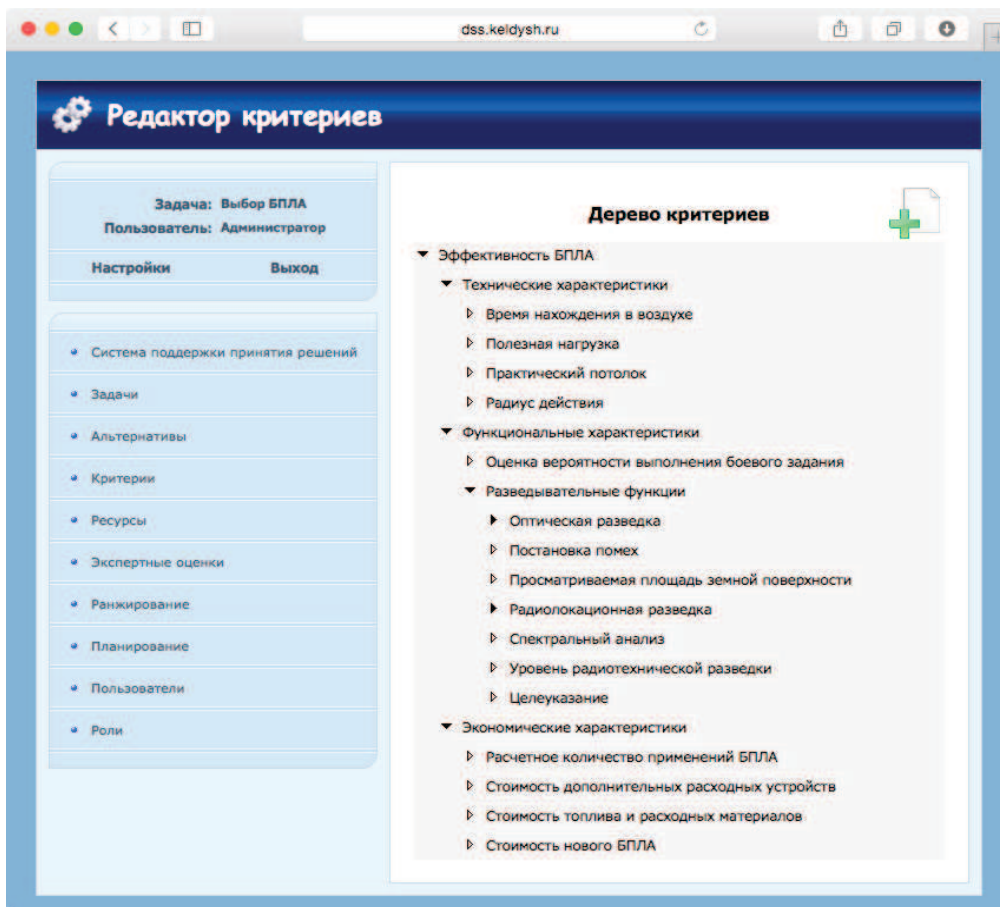 dss.keldysh.ru
Редактор критериев
Задача: Выбор БПЛА
Пользователь: Администратор
Настройки Выход
Система поддержки принятия решений
Задачи
Альтернативы
Критерии
Ресурсы
Экспертные оценки
Ранжирование
Планирование
Пользователи
Роли
Дерево критериев
Эффективность БПЛА
Технические характеристики
Время нахождения в воздухе
Полезная нагрузка
Практический потолок
Радиус действия
Функциональные характеристики
Оценка вероятности выполнения боевого задания
Разведывательные функции
Оптическая разведка
Постановка помех
Просматриваемая площадь земной поверхности
Радиолокационная разведка
Спектральный анализ
Уровень радиотехнической разведки
Целеуказание
Экономические характеристики
Расчетное количество применений БПЛА
Стоимость дополнительных расходных устройств
Стоимость топлива и расходных материалов
Стоимость нового БПЛА